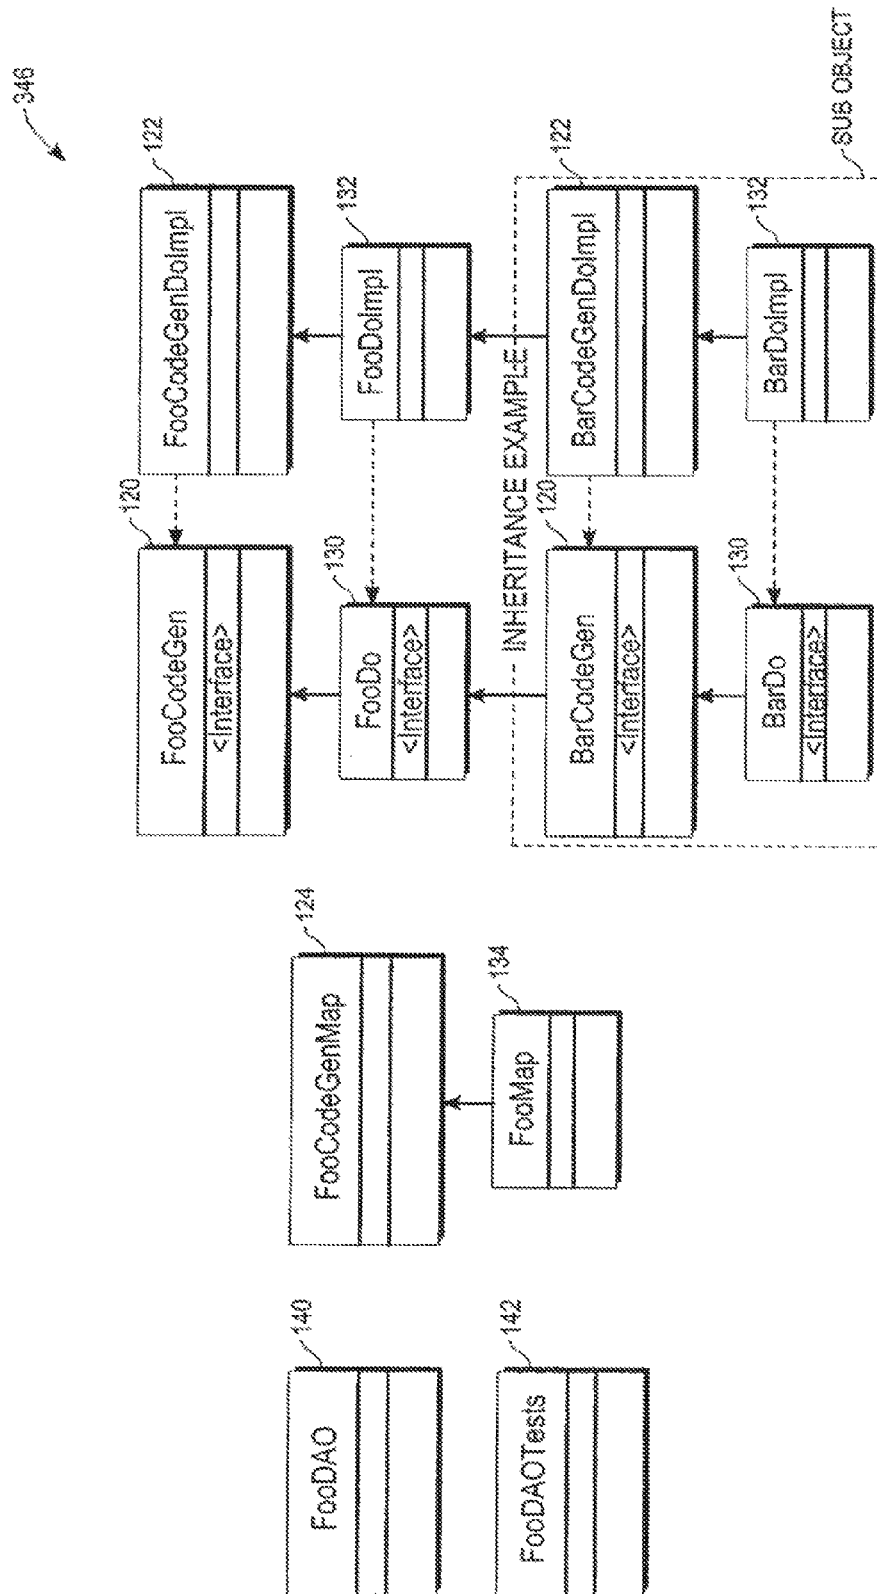 346
FooDAO
140
FooDAOTests
142
FooCodeGenMap
124
FooMap
134
FooCodeGen
<Interface>
120
FooCodeGenDoImpl
122
FooDo
<Interface>
130
FooDoImpl
132
INHERITANCE EXAMPLE
BarCodeGen
<Interface>
120
BarCodeGenDoImpl
122
BarDo
<Interface>
130
BarDoImpl
132
SUB OBJECT